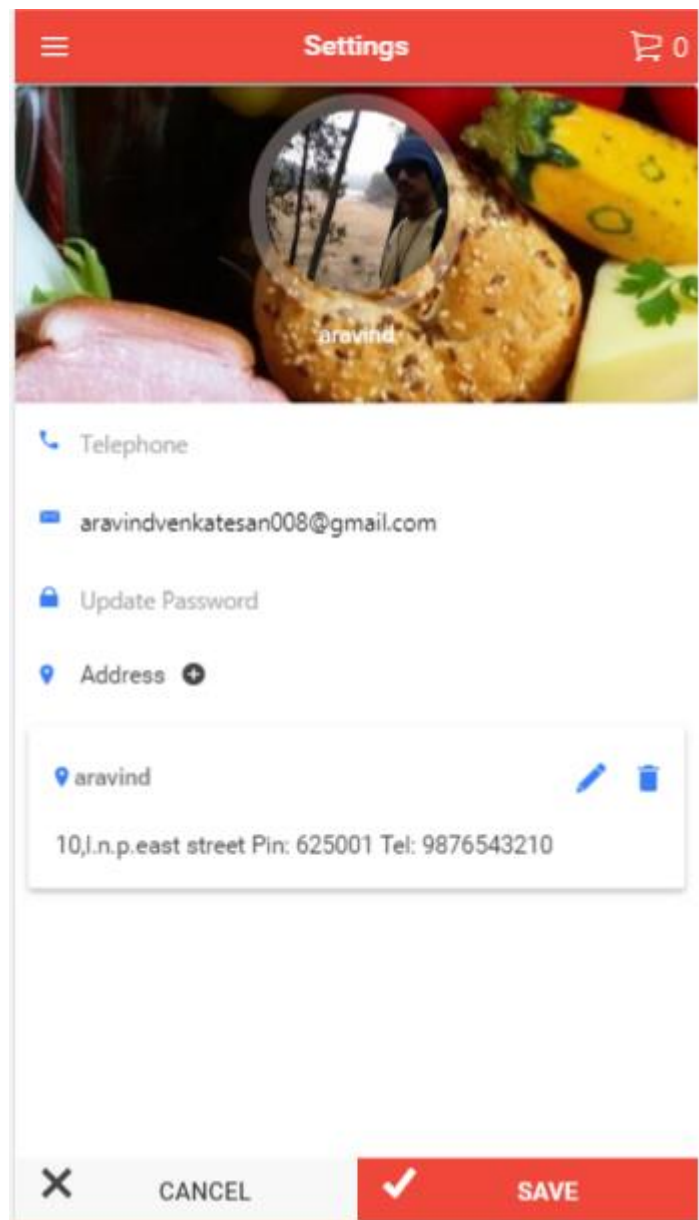 Settings
0
aravind
Telephone
aravindvenkatesan008@gmail.com
Update Password
Address
aravind
10,l.n.p.east street Pin: 625001 Tel: 9876543210
CANCEL
SAVE